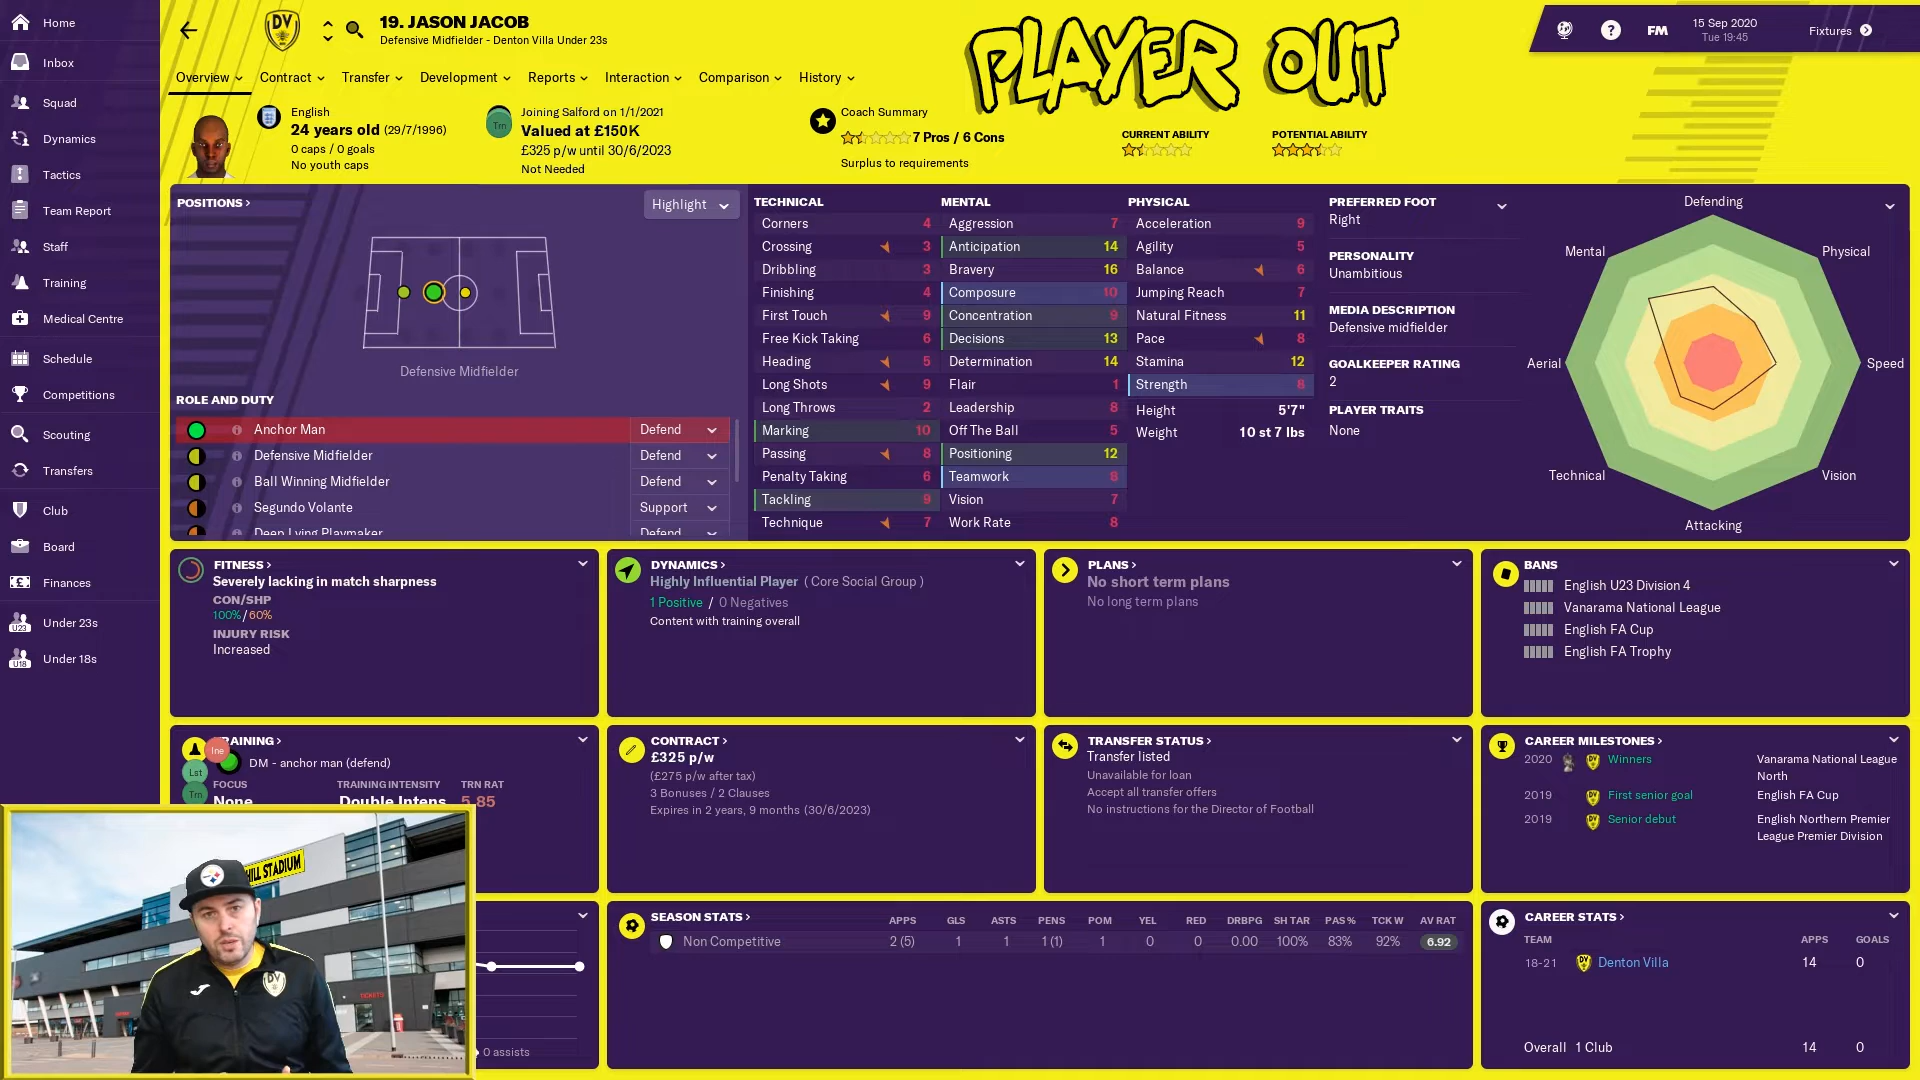 Home
Inbox
Squad
Dynamics
Tactics
Team Report
Staff
Training
Medical Centre
Schedule
Competitions
Scouting
Transfers
Club
Board
Finances
U23 Under 23s
U18 Under 18s
DV
19. JASON JACOB
Defensive Midfielder - Denton Villa Under 23s
PLAYER OUT
? FM 15 Sep 2020
Tue 19:45
Fixtures
Overview Contract Transfer Development Reports Interaction Comparison History
English
24 years old (29/7/1996)
0 caps / 0 goals
No youth caps
Trn
Joining Salford on 1/1/2021
Valued at £150K
£325 p/w until 30/6/2023
Not Needed
Coach Summary
7 Pros / 6 Cons
Surplus to requirements
CURRENT ABILITY
POTENTIAL ABILITY
POSITIONS >
Highlight
Defensive Midfielder
ROLE AND DUTY
Anchor Man Defend
Defensive Midfielder Defend
Ball Winning Midfielder Defend
Segundo Volante Support
Deep Lying Playmaker Defend
TECHNICAL
Corners 4
Crossing 3
Dribbling 3
Finishing 4
First Touch 9
Free Kick Taking 6
Heading 5
Long Shots 9
Long Throws 2
Marking 10
Passing 8
Penalty Taking 6
Tackling 9
Technique 7
MENTAL
Aggression 7
Anticipation 14
Bravery 16
Composure 10
Concentration 9
Decisions 13
Determination 14
Flair 1
Leadership 8
Off The Ball 5
Positioning 12
Teamwork 8
Vision 7
Work Rate 8
PHYSICAL
Acceleration 9
Agility 5
Balance 6
Jumping Reach 7
Natural Fitness 11
Pace 8
Stamina 12
Strength 8
Height 5'7"
Weight 10 st 7 lbs
PREFERRED FOOT
Right
PERSONALITY
Unambitious
MEDIA DESCRIPTION
Defensive midfielder
GOALKEEPER RATING
2
PLAYER TRAITS
None
Defending
Physical
Speed
Vision
Attacking
Technical
Aerial
Mental
FITNESS >
Severely lacking in match sharpness
CON/SHP
100% / 60%
INJURY RISK
Increased
DYNAMICS >
Highly Influential Player ( Core Social Group )
1 Positive / 0 Negatives
Content with training overall
PLANS >
No short term plans
No long term plans
BANS
English U23 Division 4
Vanarama National League
English FA Cup
English FA Trophy
TRAINING >
Ine
Lst
Trn
DM - anchor man (defend)
FOCUS TRAINING INTENSITY TRN RAT
None Double Intens 5.85
CONTRACT >
£325 p/w
(£275 p/w after tax)
3 Bonuses / 2 Clauses
Expires in 2 years, 9 months (30/6/2023)
TRANSFER STATUS >
Transfer listed
Unavailable for loan
Accept all transfer offers
No instructions for the Director of Football
CAREER MILESTONES >
2020 Winners Vanarama National League North
2019 First senior goal English FA Cup
2019 Senior debut English Northern Premier League Premier Division
HILL STADIUM
TICKETS
DV
0 assists
SEASON STATS > APPS GLS ASTS PENS POM YEL RED DRBPG SH TAR PAS % TCK W AV RAT
Non Competitive 2 (5) 1 1 1 (1) 1 0 0 0.00 100% 83% 92% 6.92
CAREER STATS >
TEAM APPS GOALS
18-21 Denton Villa 14 0
Overall 1 Club 14 0